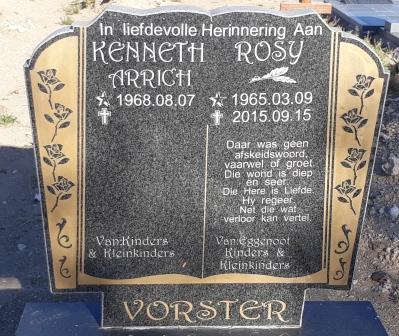 In liefdevolle Herinnering Aan
KENNETH
ARRICH
1968.08.07
Van:Kinders
& Kleinkinders
ROSY
1965.03.09
2015.09.15
Daar was geen
afskeidswoord,
vaarwel of groet.
Die wond is diep
en seer.
Die Here is Liefde.
Hy regeer.
Net die wat
verloor kan vertel.
Van:Eggenoot
Kinders &
Kleinkinders
VORSTER